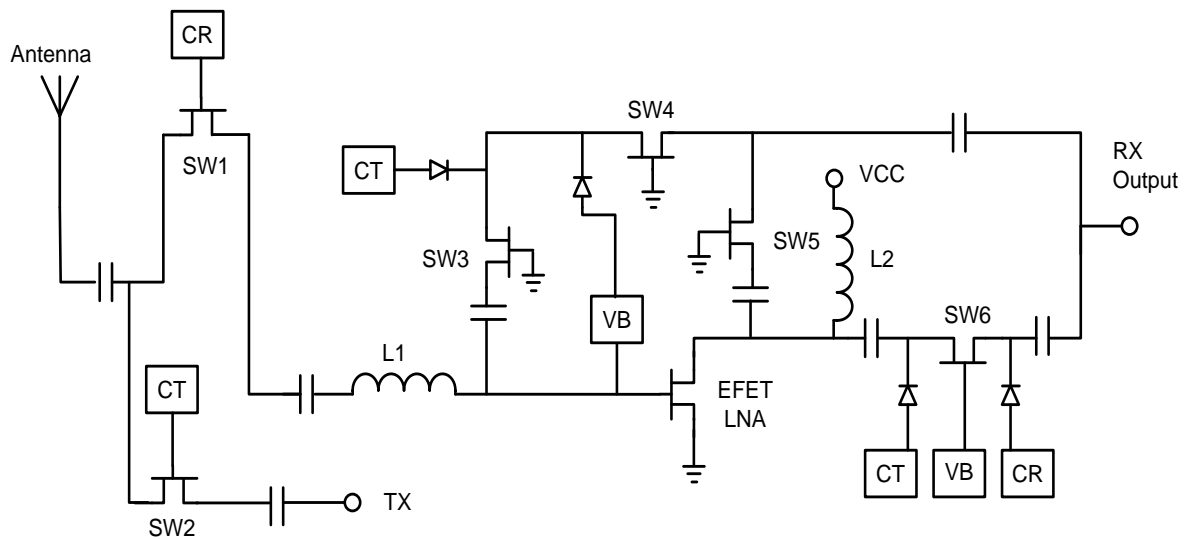 CR
Antenna
SW4
SW1
CT
VCC
RX
Output
SW3
SW5
L2
VB
SW6
L1
CT
EFET
LNA
CT
VB
CR
TX
SW2